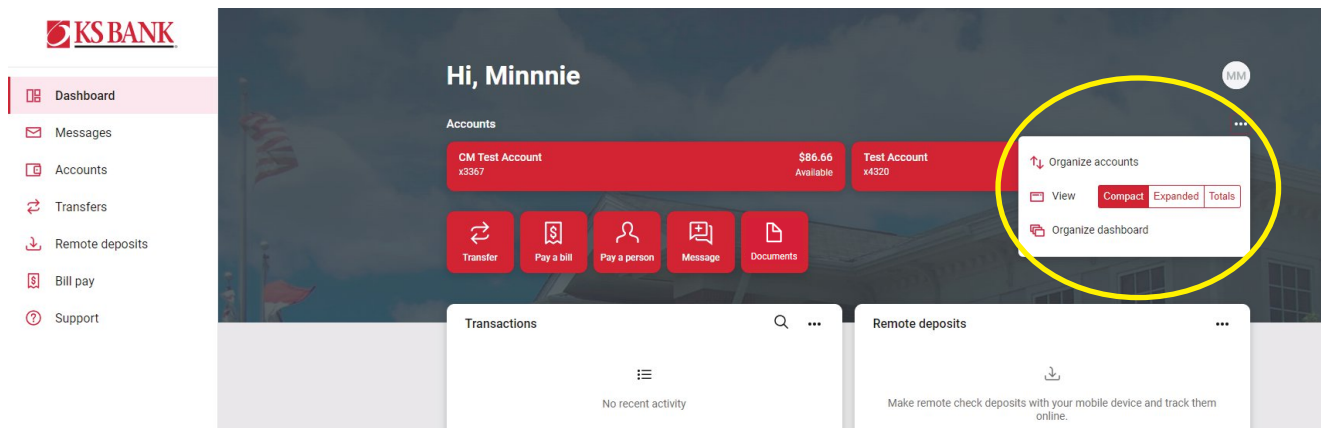 KS BANK
Dashboard
Messages
Accounts
Transfers
Remote deposits
Bill pay
Support
Hi, Minnnie
MM
Accounts
CM Test Account
x3367
$86.66
Available
Test Account
x4320
Organize accounts
View Compact Expanded Totals
Organize dashboard
Transfer
Pay a bill
Pay a person
Message
Documents
Transactions
No recent activity
Remote deposits
Make remote check deposits with your mobile device and track them
online.